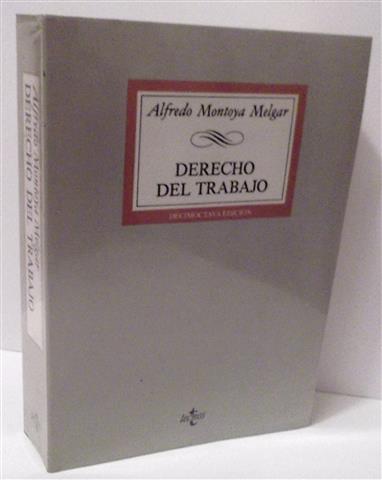 Alfredo Montoya Melgar
DERECHO
DEL TRABAJO
DECIMOCTAVA EDICIÓN
tecnos
Alfredo Montoya Melgar
DERECHO DEL TRABAJO